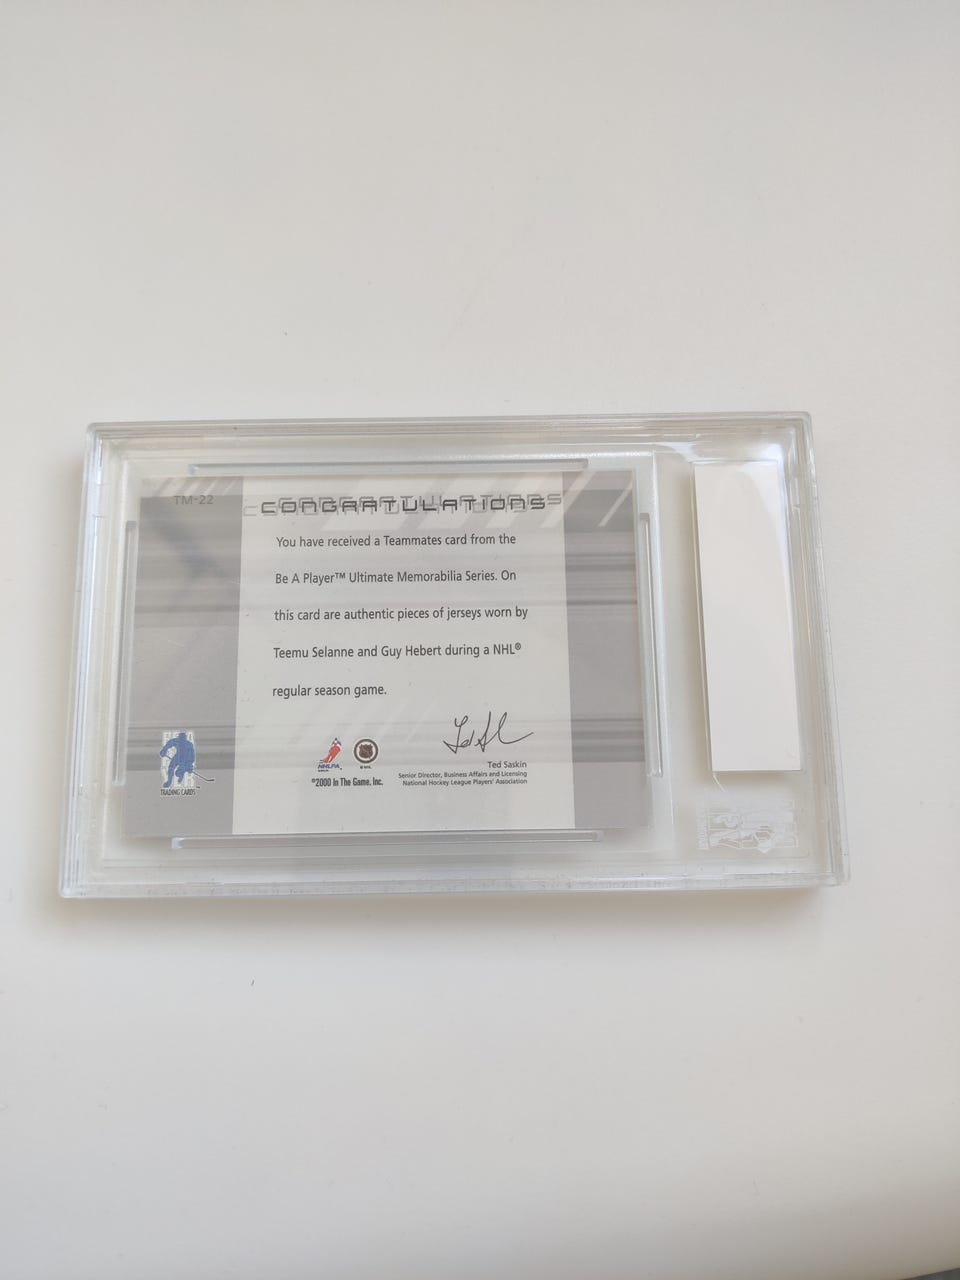 TM-22
CONGRATULATIONS
You have received a Teammates card from the
Be A Player™ Ultimate Memorabilia Series. On
this card are authentic pieces of jerseys worn by
Teemu Selanne and Guy Hebert during a NHL®
regular season game.
Ted Saskin
Senior Director, Business Affairs and Licensing
National Hockey League Players' Association
NHLPA
©2000 In The Game, Inc.
TRADING CARDS™